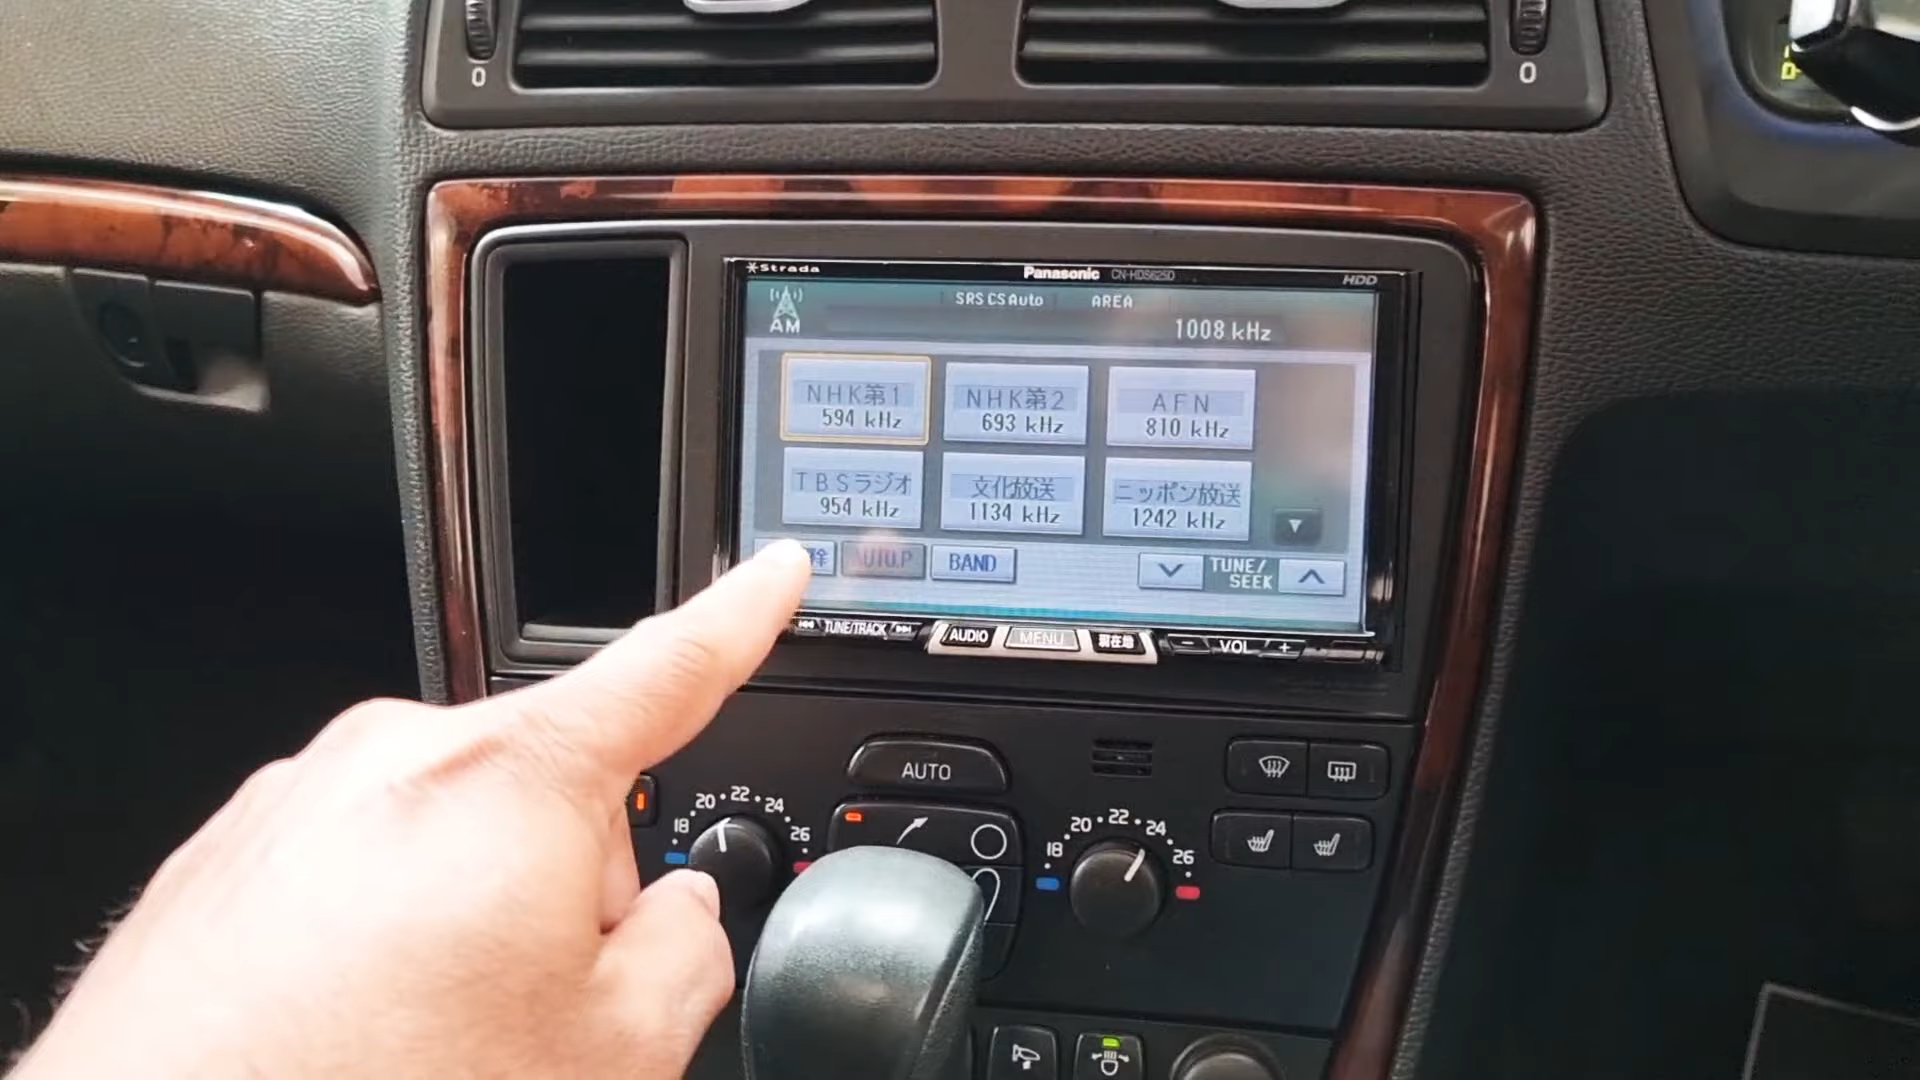 0
0
D
Strada
Panasonic CN-HDS625D
HDD
SRS CS Auto AREA
AM
1008 kHz
NHK第1
594 kHz
NHK第2
693 kHz
AFN
810 kHz
TBSラジオ
954 kHz
文化放送
1134 kHz
ニッポン放送
1242 kHz
除
AUTO.P
BAND
TUNE/
SEEK
TUNE/TRACK
AUDIO
MENU
現在地
- VOL +
AUTO
18 20 22 24 26
18 20 22 24 26